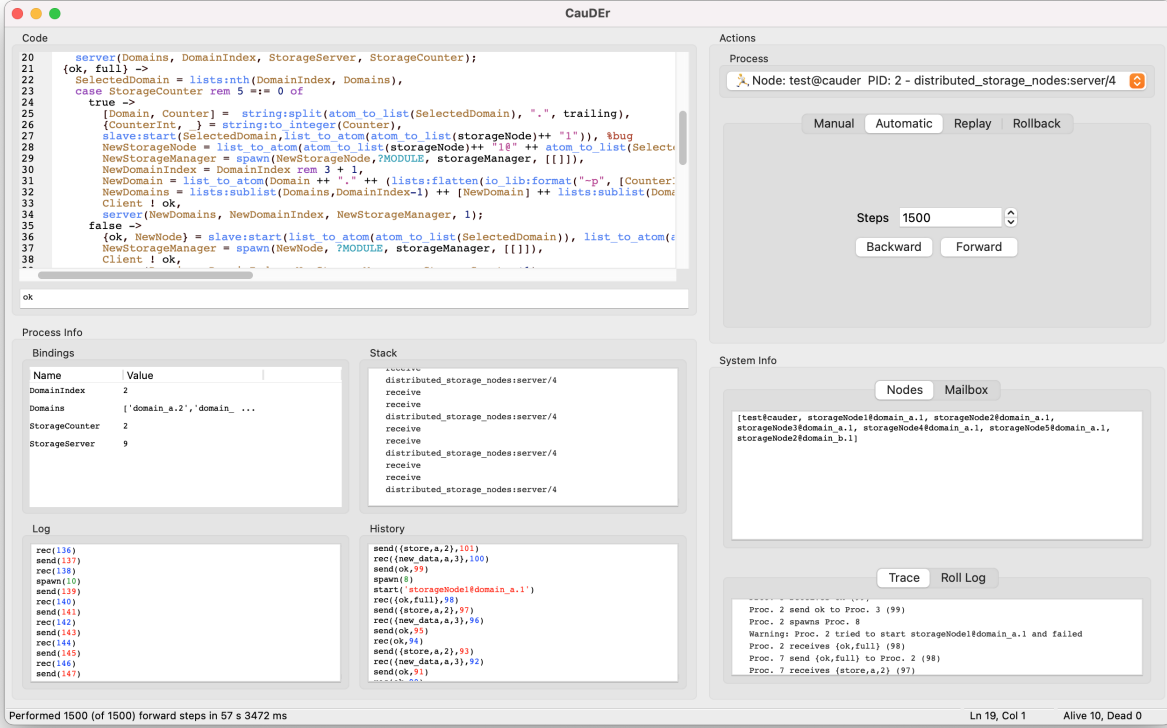 CauDEr
Code
20 server(Domains, DomainIndex, StorageServer, StorageCounter);
21 {ok, full} ->
22 SelectedDomain = lists:nth(DomainIndex, Domains),
23 case StorageCounter rem 5 =:= 0 of
24 true ->
25 [Domain, Counter] = string:split(atom_to_list(SelectedDomain), ".", trailing),
26 {CounterInt, _} = string:to_integer(Counter),
27 slave:start(SelectedDomain,list_to_atom(atom_to_list(storageNode)++ "1")), %bug
28 NewStorageNode = list_to_atom(atom_to_list(storageNode)++ "1@" ++ atom_to_list(Select
29 NewStorageManager = spawn(NewStorageNode,?MODULE, storageManager, [[]]),
30 NewDomainIndex = DomainIndex rem 3 + 1,
31 NewDomain = list_to_atom(Domain ++ "." ++ (lists:flatten(io_lib:format("~p", [Counter
32 NewDomains = lists:sublist(Domains,DomainIndex-1) ++ [NewDomain] ++ lists:sublist(Doma
33 Client ! ok,
34 server(NewDomains, NewDomainIndex, NewStorageManager, 1);
35 false ->
36 {ok, NewNode} = slave:start(list_to_atom(atom_to_list(SelectedDomain)), list_to_atom(a
37 NewStorageManager = spawn(NewNode, ?MODULE, storageManager, [[]]),
38 Client ! ok,
ok
Process Info
Bindings
Name Value
DomainIndex 2
Domains ['domain_a.2','domain_ ...
StorageCounter 2
StorageServer 9
Stack
receive
distributed_storage_nodes:server/4
receive
receive
distributed_storage_nodes:server/4
receive
receive
distributed_storage_nodes:server/4
receive
receive
distributed_storage_nodes:server/4
Log
rec(136)
send(137)
rec(138)
spawn(10)
send(139)
rec(140)
send(141)
rec(142)
send(143)
rec(144)
send(145)
rec(146)
send(147)
History
send({store,a,2},101)
rec({new_data,a,3},100)
send(ok,99)
spawn(8)
start('storageNode1@domain_a.1')
rec({ok,full},98)
send({store,a,2},97)
rec({new_data,a,3},96)
send(ok,95)
rec(ok,94)
send({store,a,2},93)
rec({new_data,a,3},92)
send(ok,91)
Actions
Process
Node: test@cauder PID: 2 - distributed_storage_nodes:server/4
Manual Automatic Replay Rollback
Steps 1500
Backward Forward
System Info
Nodes Mailbox
[test@cauder, storageNode1@domain_a.1, storageNode2@domain_a.1,
storageNode3@domain_a.1, storageNode4@domain_a.1, storageNode5@domain_a.1,
storageNode2@domain_b.1]
Trace Roll Log
Proc. 2 send ok to Proc. 3 (99)
Proc. 2 spawns Proc. 8
Warning: Proc. 2 tried to start storageNode1@domain_a.1 and failed
Proc. 2 receives {ok,full} (98)
Proc. 7 send {ok,full} to Proc. 2 (98)
Proc. 7 receives {store,a,2} (97)
Performed 1500 (of 1500) forward steps in 57 s 3472 ms
Ln 19, Col 1 Alive 10, Dead 0